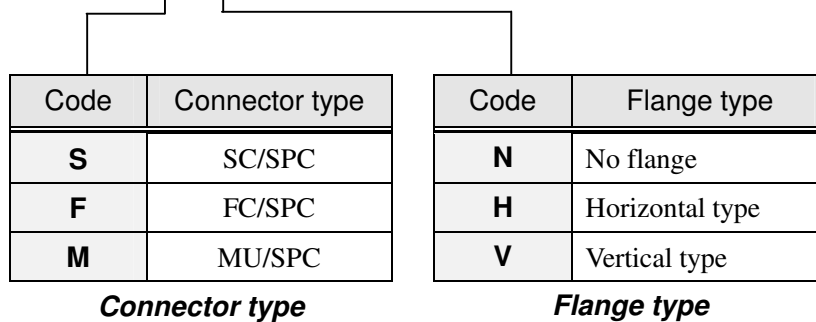 Code Connector type
S SC/SPC
F FC/SPC
M MU/SPC
Connector type
Code Flange type
N No flange
H Horizontal type
V Vertical type
Flange type